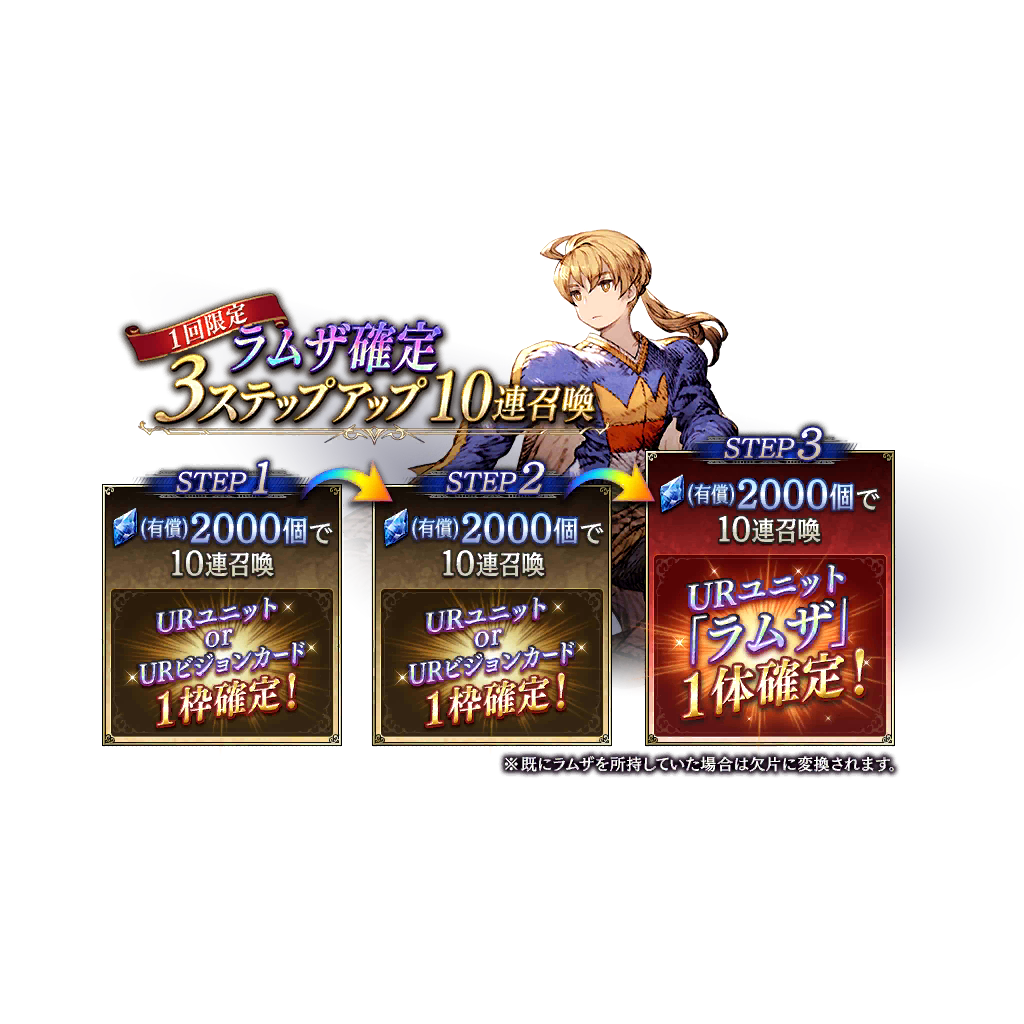 1回限定
ラムザ確定
3ステップアップ10連召喚
STEP1
(有償)2000個で
10連召喚
URユニット
or
URビジョンカード
1枠確定!
STEP2
(有償)2000個で
10連召喚
URユニット
or
URビジョンカード
1枠確定!
STEP3
(有償)2000個で
10連召喚
URユニット
「ラムザ」
1体確定!
※既にラムザを所持していた場合は欠片に変換されます。